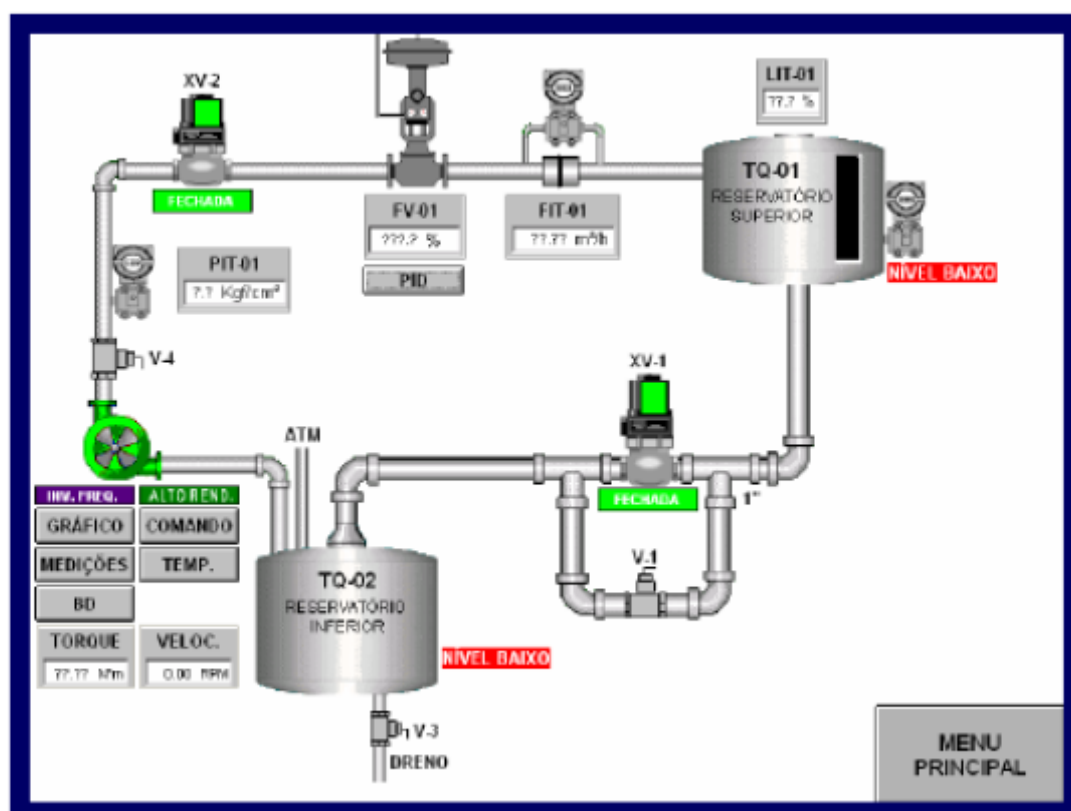 XV-2
FECHADA
FV-01
???.? %
PID
FIT-01
??.?? m³/h
LIT-01
??.? %
TQ-01
RESERVATÓRIO
SUPERIOR
NÍVEL BAIXO
PIT-01
?.? Kgf/cm²
V-4
XV-1
FECHADA
1"
V-1
ATM
INV. FREQ.
ALTO REND.
GRÁFICO
COMANDO
MEDIÇÕES
TEMP.
BD
TORQUE
??.?? N*m
VELOC.
0.00 RPM
TQ-02
RESERVATÓRIO
INFERIOR
NÍVEL BAIXO
V-3
DRENO
MENU
PRINCIPAL